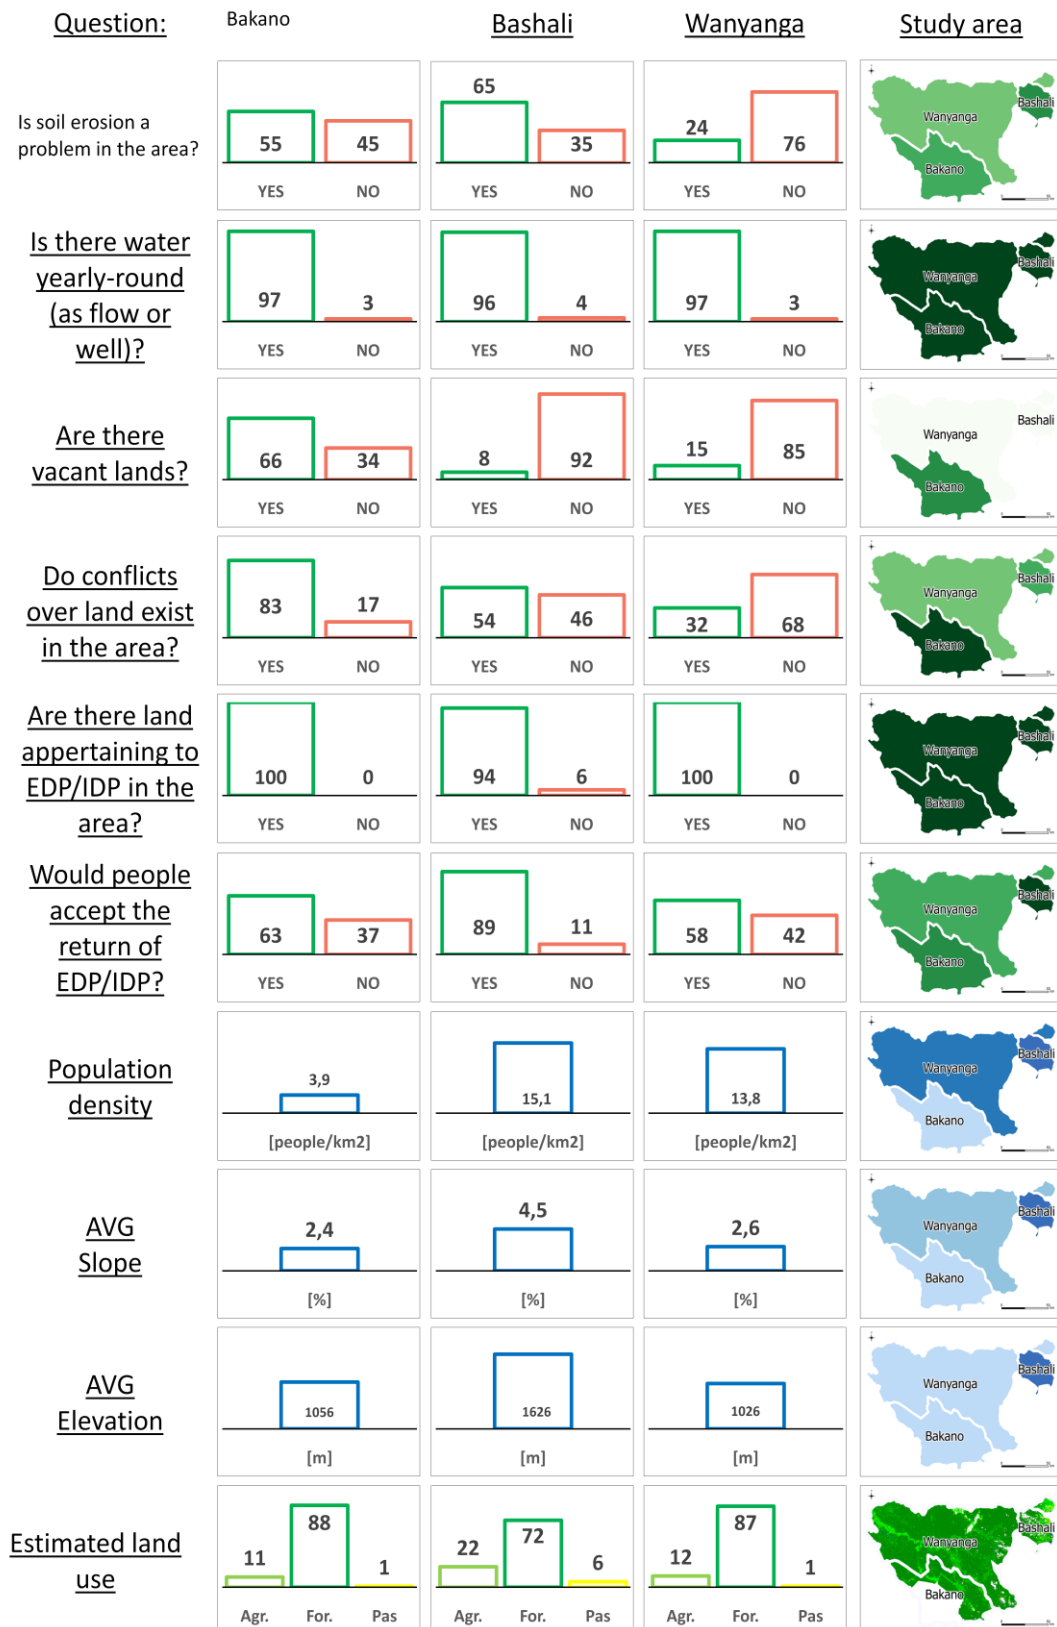 Question:
Bakano
Bashali
Wanyanga
Study area
Is soil erosion a
problem in the area?
55
45
YES
NO
65
35
YES
NO
24
76
YES
NO
Wanyanga
Bashali
Bakano
Is there water
yearly-round
(as flow or
well)?
97
3
YES
NO
96
4
YES
NO
97
3
YES
NO
Wanyanga
Bashali
Bakano
Are there
vacant lands?
66
34
YES
NO
8
92
YES
NO
15
85
YES
NO
Wanyanga
Bashali
Bakano
Do conflicts
over land exist
in the area?
83
17
YES
NO
54
46
YES
NO
32
68
YES
NO
Wanyanga
Bashali
Bakano
Are there land
appertaining to
EDP/IDP in the
area?
100
0
YES
NO
94
6
YES
NO
100
0
YES
NO
Wanyanga
Bashali
Bakano
Would people
accept the
return of
EDP/IDP?
63
37
YES
NO
89
11
YES
NO
58
42
YES
NO
Wanyanga
Bashali
Bakano
Population
density
3,9
[people/km2]
15,1
[people/km2]
13,8
[people/km2]
Wanyanga
Bashali
Bakano
AVG
Slope
2,4
[%]
4,5
[%]
2,6
[%]
Wanyanga
Bashali
Bakano
AVG
Elevation
1056
[m]
1626
[m]
1026
[m]
Wanyanga
Bashali
Bakano
Estimated land
use
11
88
1
Agr.
For.
Pas
22
72
6
Agr.
For.
Pas
12
87
1
Agr.
For.
Pas
Wanyanga
Bashali
Bakano